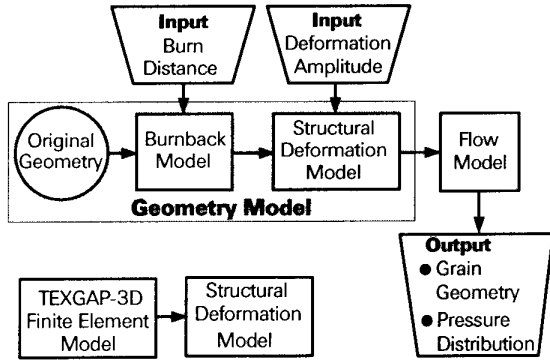 Input
Burn
Distance
Input
Deformation
Amplitude
Original
Geometry
Burnback
Model
Structural
Deformation
Model
Flow
Model
Geometry Model
Output
● Grain
Geometry
● Pressure
Distribution
TEXGAP-3D
Finite Element
Model
Structural
Deformation
Model